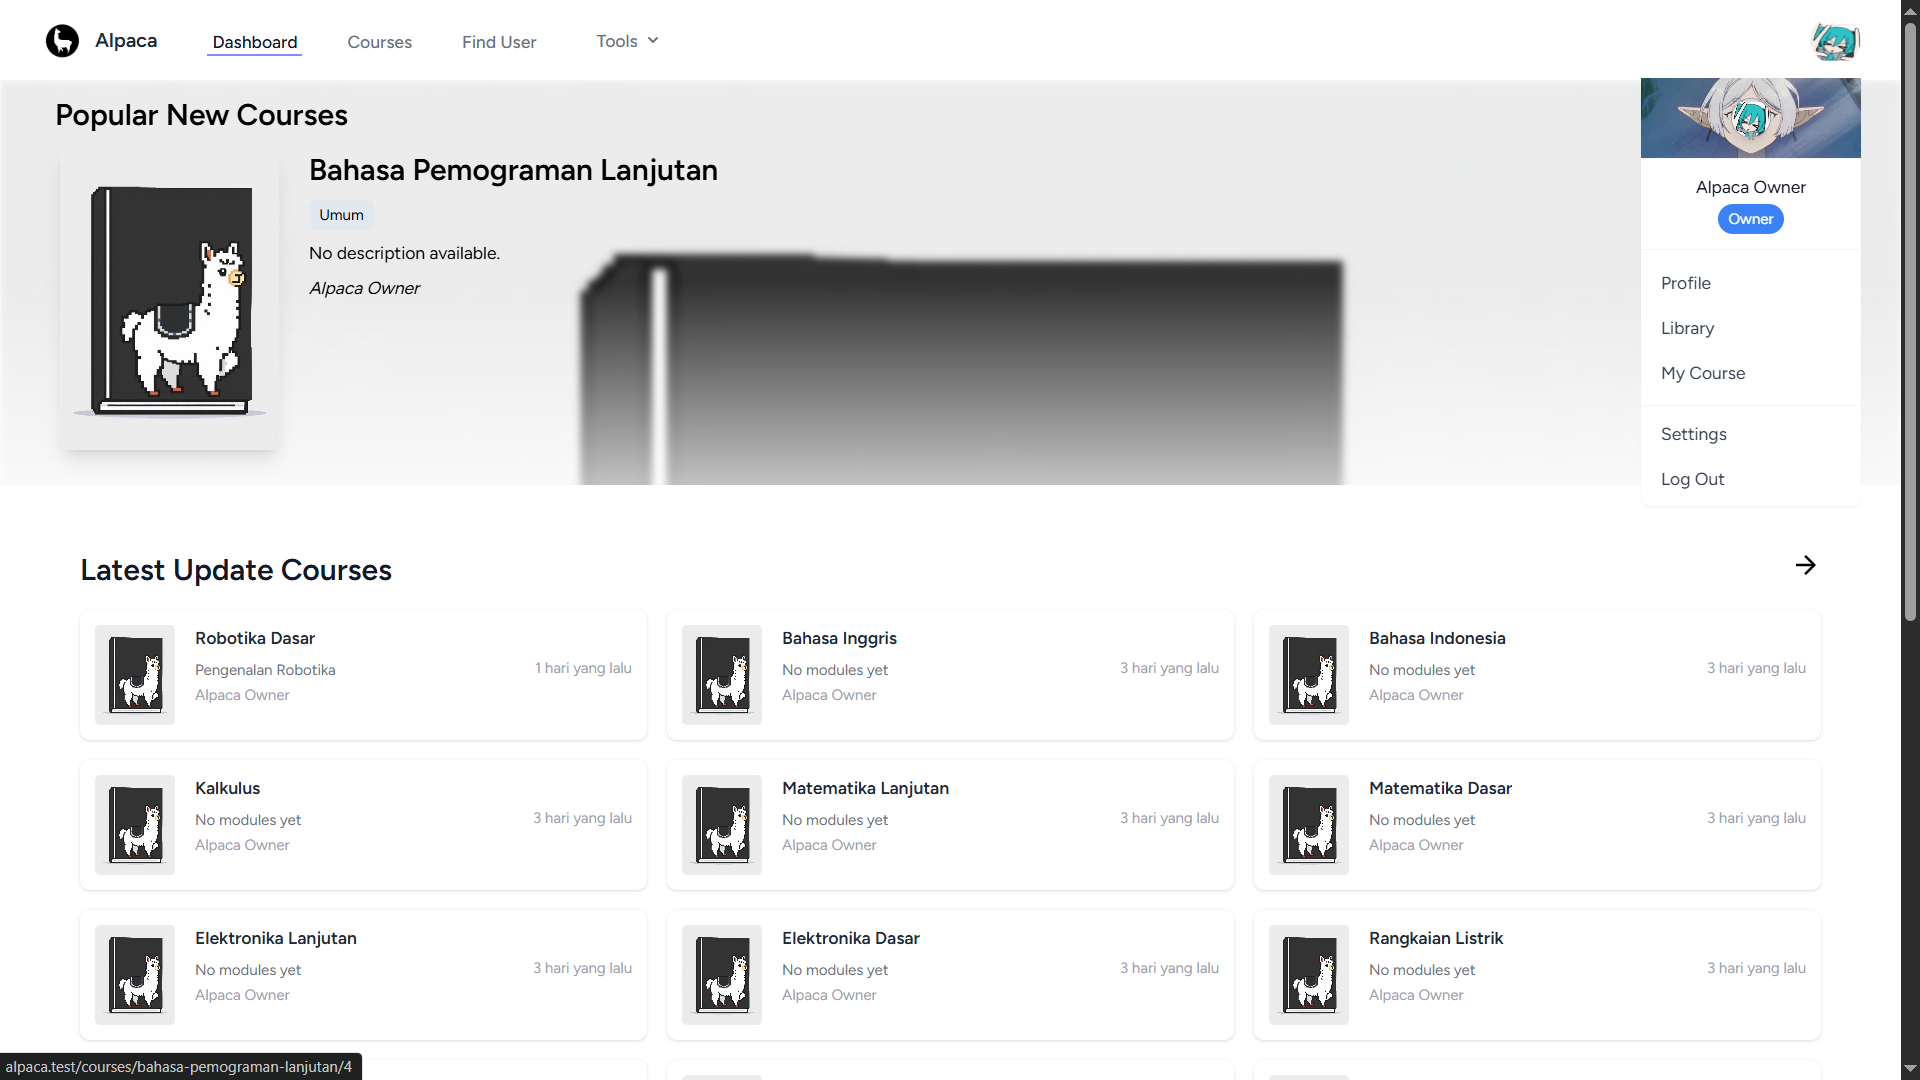 Alpaca
Dashboard
Courses
Find User
Tools
Popular New Courses
Bahasa Pemograman Lanjutan
Umum
No description available.
Alpaca Owner
Alpaca Owner
Owner
Profile
Library
My Course
Settings
Log Out
Latest Update Courses
Robotika Dasar
Pengenalan Robotika
1 hari yang lalu
Alpaca Owner
Bahasa Inggris
No modules yet
3 hari yang lalu
Alpaca Owner
Bahasa Indonesia
No modules yet
3 hari yang lalu
Alpaca Owner
Kalkulus
No modules yet
3 hari yang lalu
Alpaca Owner
Matematika Lanjutan
No modules yet
3 hari yang lalu
Alpaca Owner
Matematika Dasar
No modules yet
3 hari yang lalu
Alpaca Owner
Elektronika Lanjutan
No modules yet
3 hari yang lalu
Alpaca Owner
Elektronika Dasar
No modules yet
3 hari yang lalu
Alpaca Owner
Rangkaian Listrik
No modules yet
3 hari yang lalu
Alpaca Owner
alpaca.test/courses/bahasa-pemograman-lanjutan/4